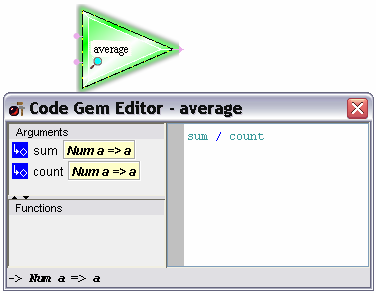 average
Code Gem Editor - average
Arguments
sum Num a => a
count Num a => a
Functions
sum / count
-> Num a => a